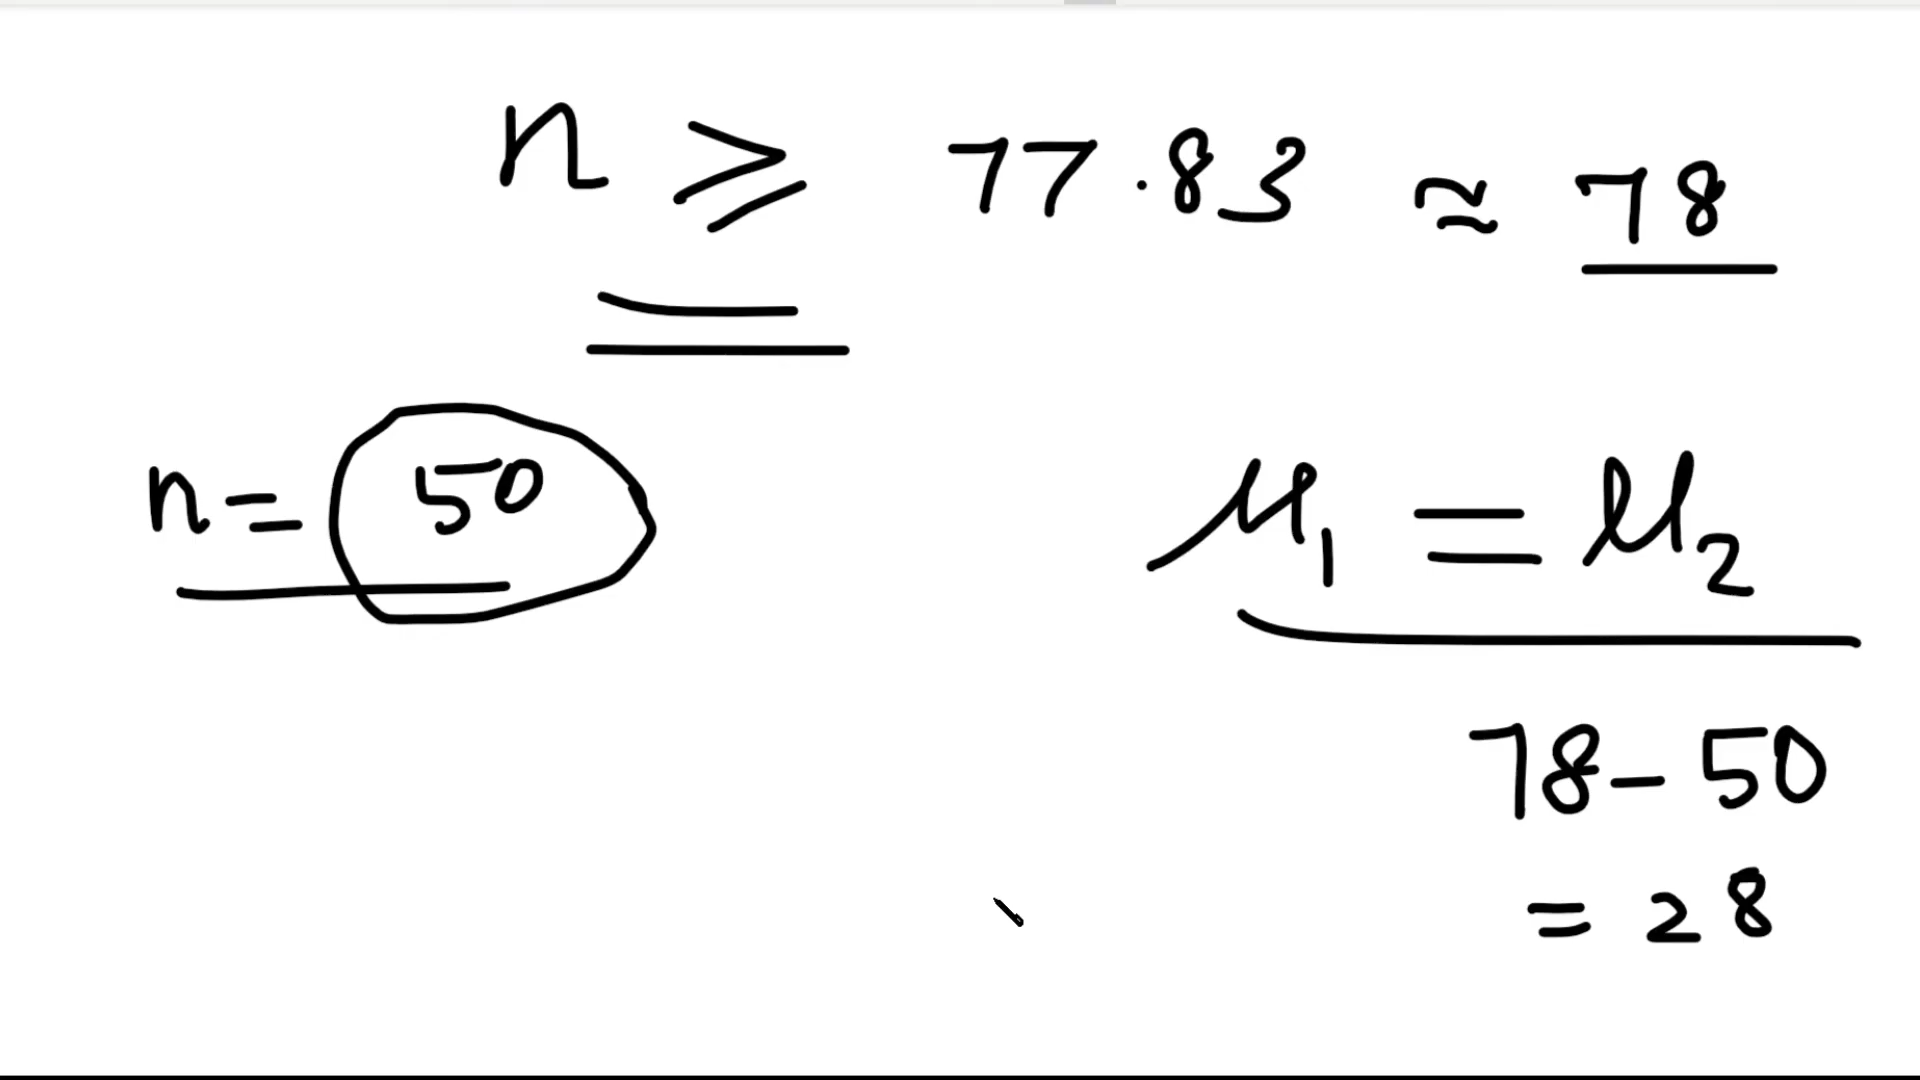 n ≥ 77.83 ≈ 78
n = 50
μ₁ = μ₂
78 - 50
= 28